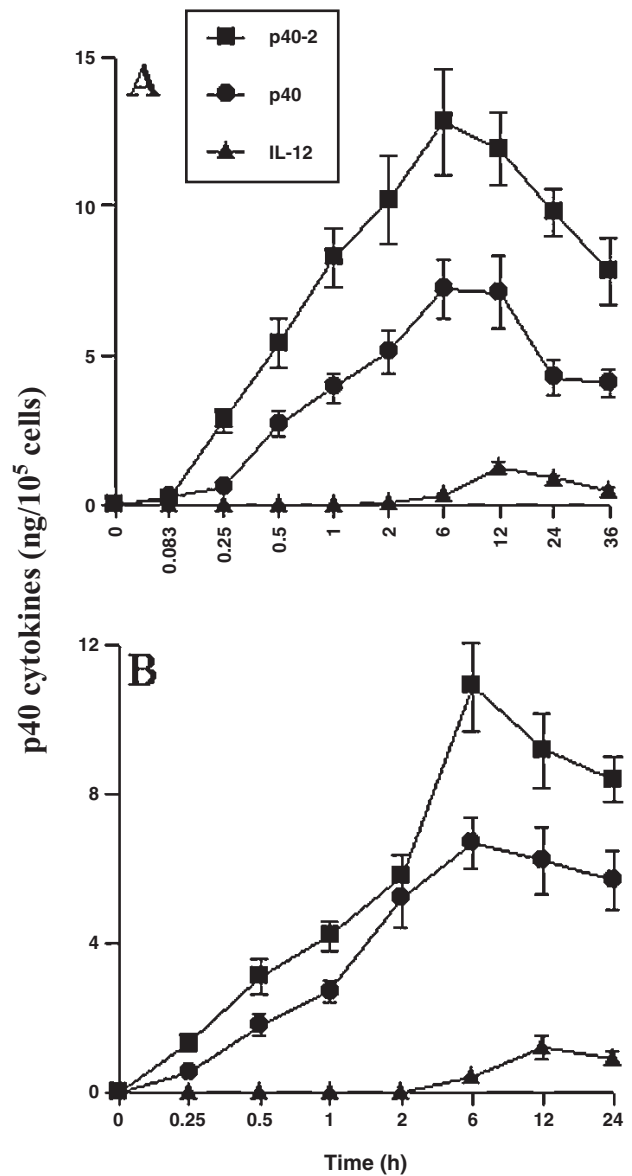 p40-2
p40
IL-12
A
15
10
5
0
0 0.083 0.25 0.5 1 2 6 12 24 36
p40 cytokines (ng/10⁵ cells)
B
12
8
4
0
0 0.25 0.5 1 2 6 12 24
Time (h)